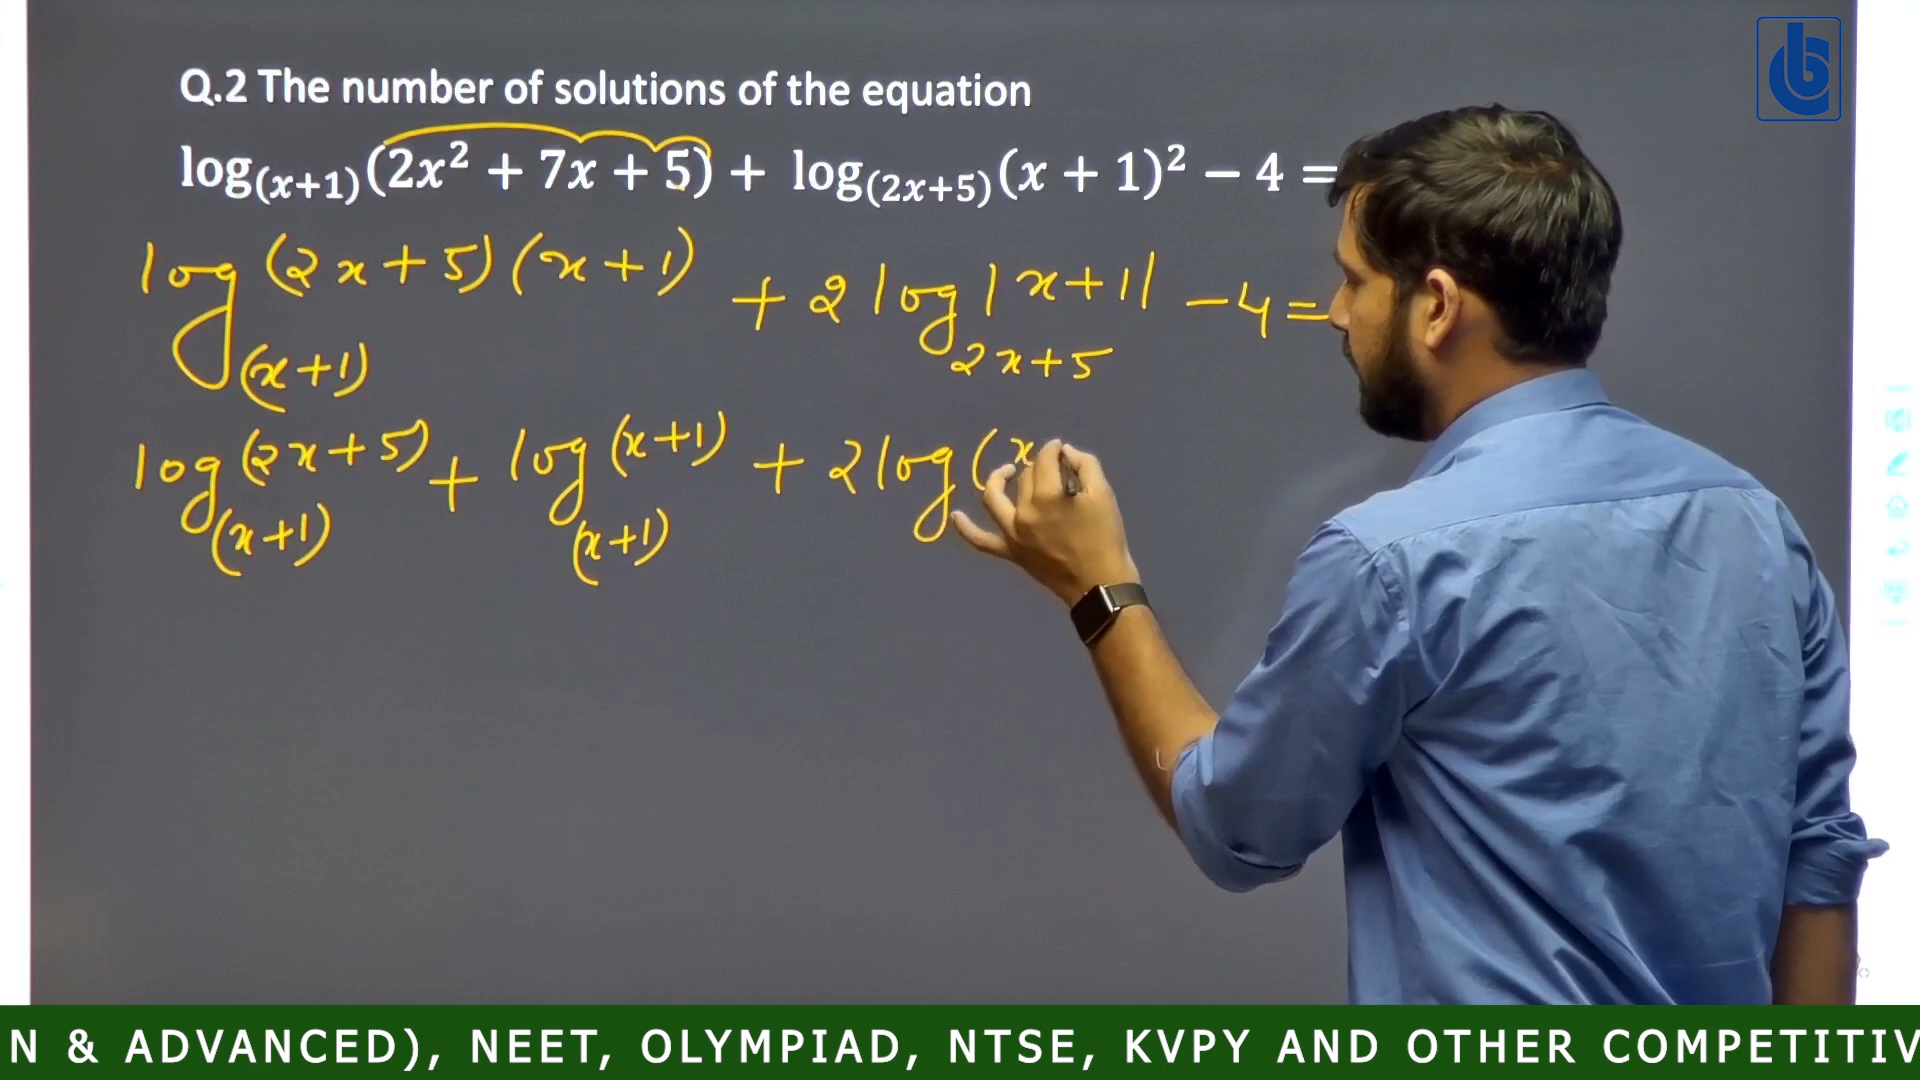 Q.2 The number of solutions of the equation
log₍ₓ₊₁₎(2x² + 7x + 5) + log₍₂ₓ₊₅₎(x + 1)² − 4 =
log₍ₓ₊₁₎(2x+5)(x+1) + 2 log₂ₓ₊₅|x+1| − 4 =
log₍ₓ₊₁₎(2x+5) + log₍ₓ₊₁₎(x+1) + 2 log (x
N & ADVANCED), NEET, OLYMPIAD, NTSE, KVPY AND OTHER COMPETITIV